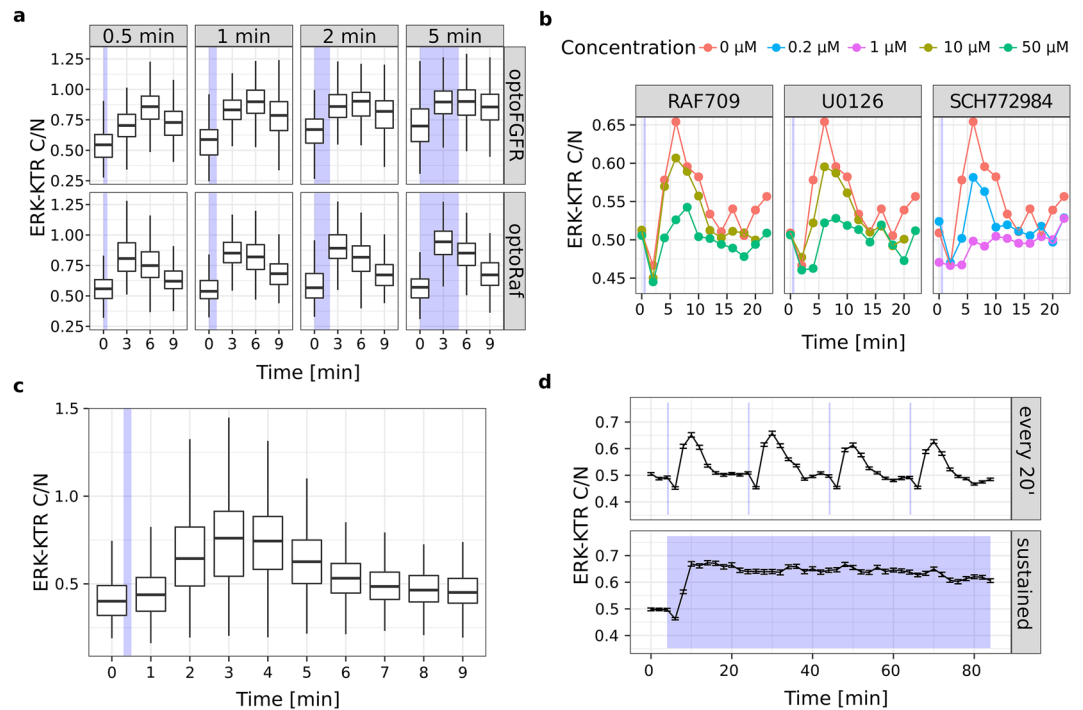 a
0.5 min 1 min 2 min 5 min
1.25
1.00
0.75
0.50
0.25
optoFGFR
1.25
1.00
0.75
0.50
0.25
optoRaf
ERK-KTR C/N
0 3 6 9 0 3 6 9 0 3 6 9 0 3 6 9
Time [min]
b
Concentration 0 μM 0.2 μM 1 μM 10 μM 50 μM
RAF709 U0126 SCH772984
0.65
0.60
0.55
0.50
0.45
ERK-KTR C/N
0 5 10 15 20 0 5 10 15 20 0 5 10 15 20
Time [min]
c
1.5
1.0
0.5
ERK-KTR C/N
0 1 2 3 4 5 6 7 8 9
Time [min]
d
0.7
0.6
0.5
0.4
every 20'
0.7
0.6
0.5
0.4
sustained
ERK-KTR C/N
0 20 40 60 80
Time [min]